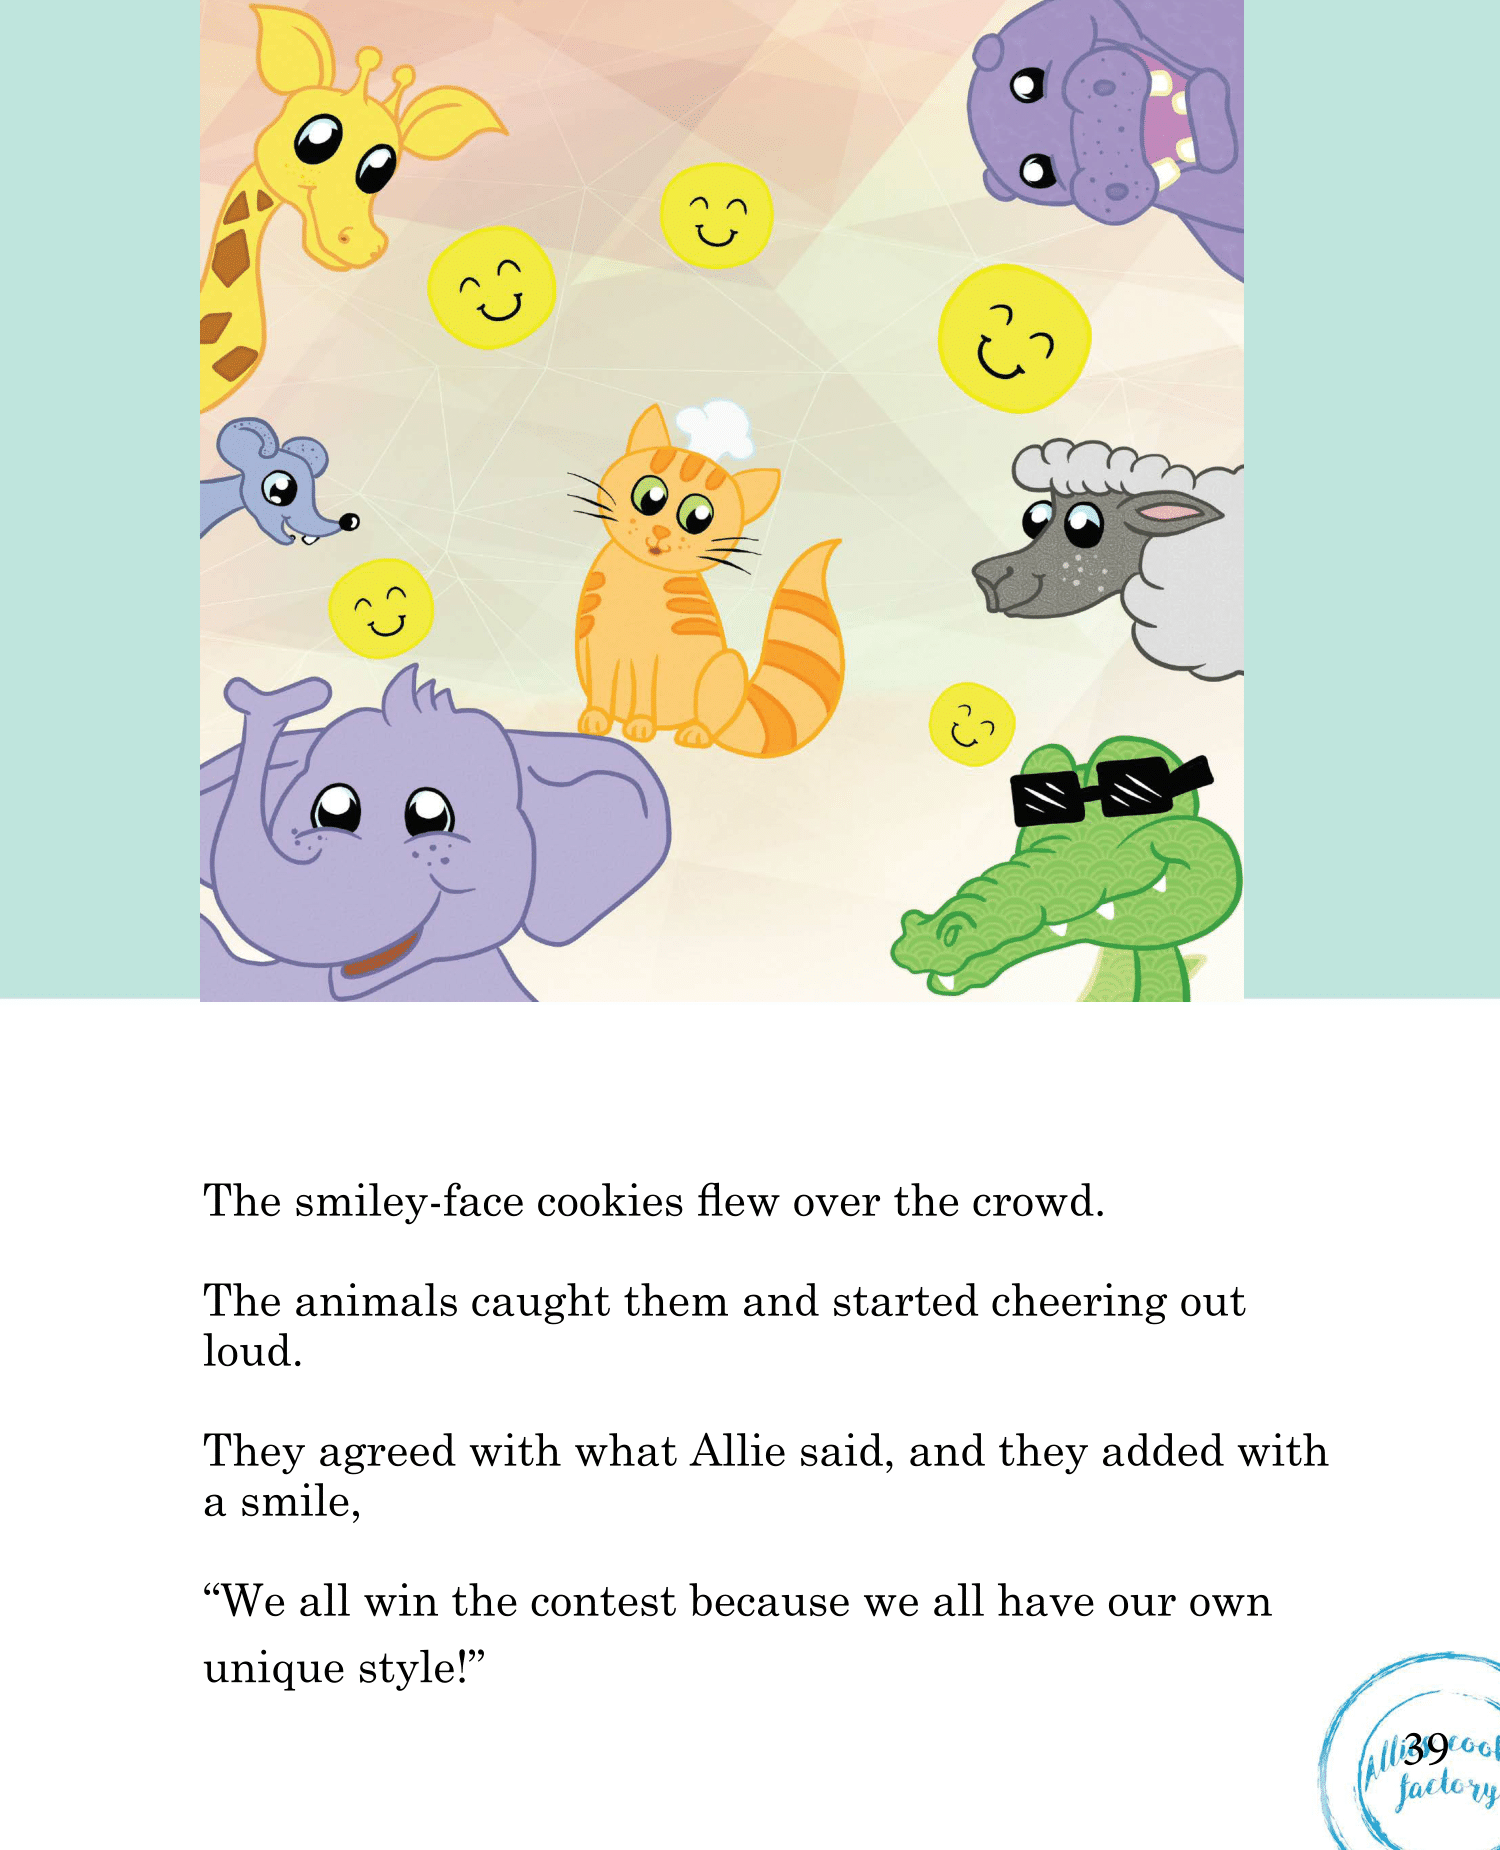 The smiley-face cookies flew over the crowd.
The animals caught them and started cheering out
loud.
They agreed with what Allie said, and they added with
a smile,
“We all win the contest because we all have our own
unique style!”
39
factory